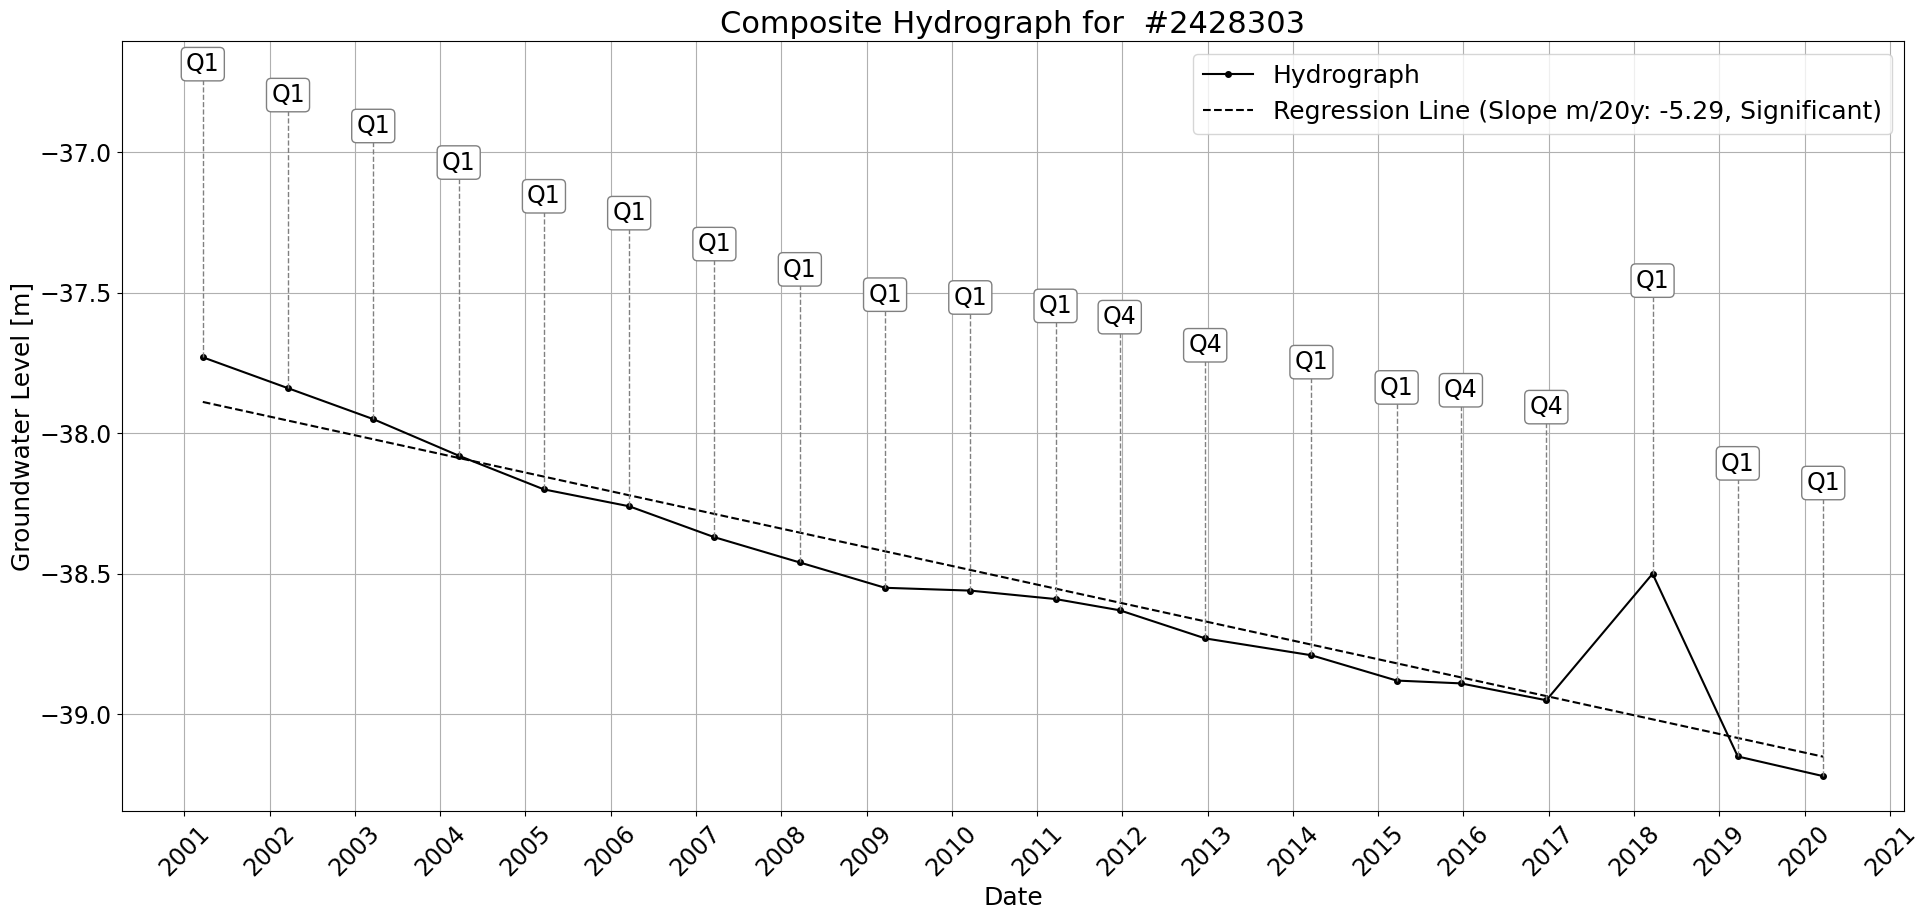 Composite Hydrograph for  #2428303
Hydrograph
Regression Line (Slope m/20y: -5.29, Significant)
Q1
Q1
Q1
Q1
Q1
Q1
Q1
Q1
Q1
Q1
Q1
Q4
Q4
Q1
Q1
Q4
Q4
Q1
Q1
Q1
Groundwater Level [m]
−37.0
−37.5
−38.0
−38.5
−39.0
2001
2002
2003
2004
2005
2006
2007
2008
2009
2010
2011
2012
2013
2014
2015
2016
2017
2018
2019
2020
2021
Date